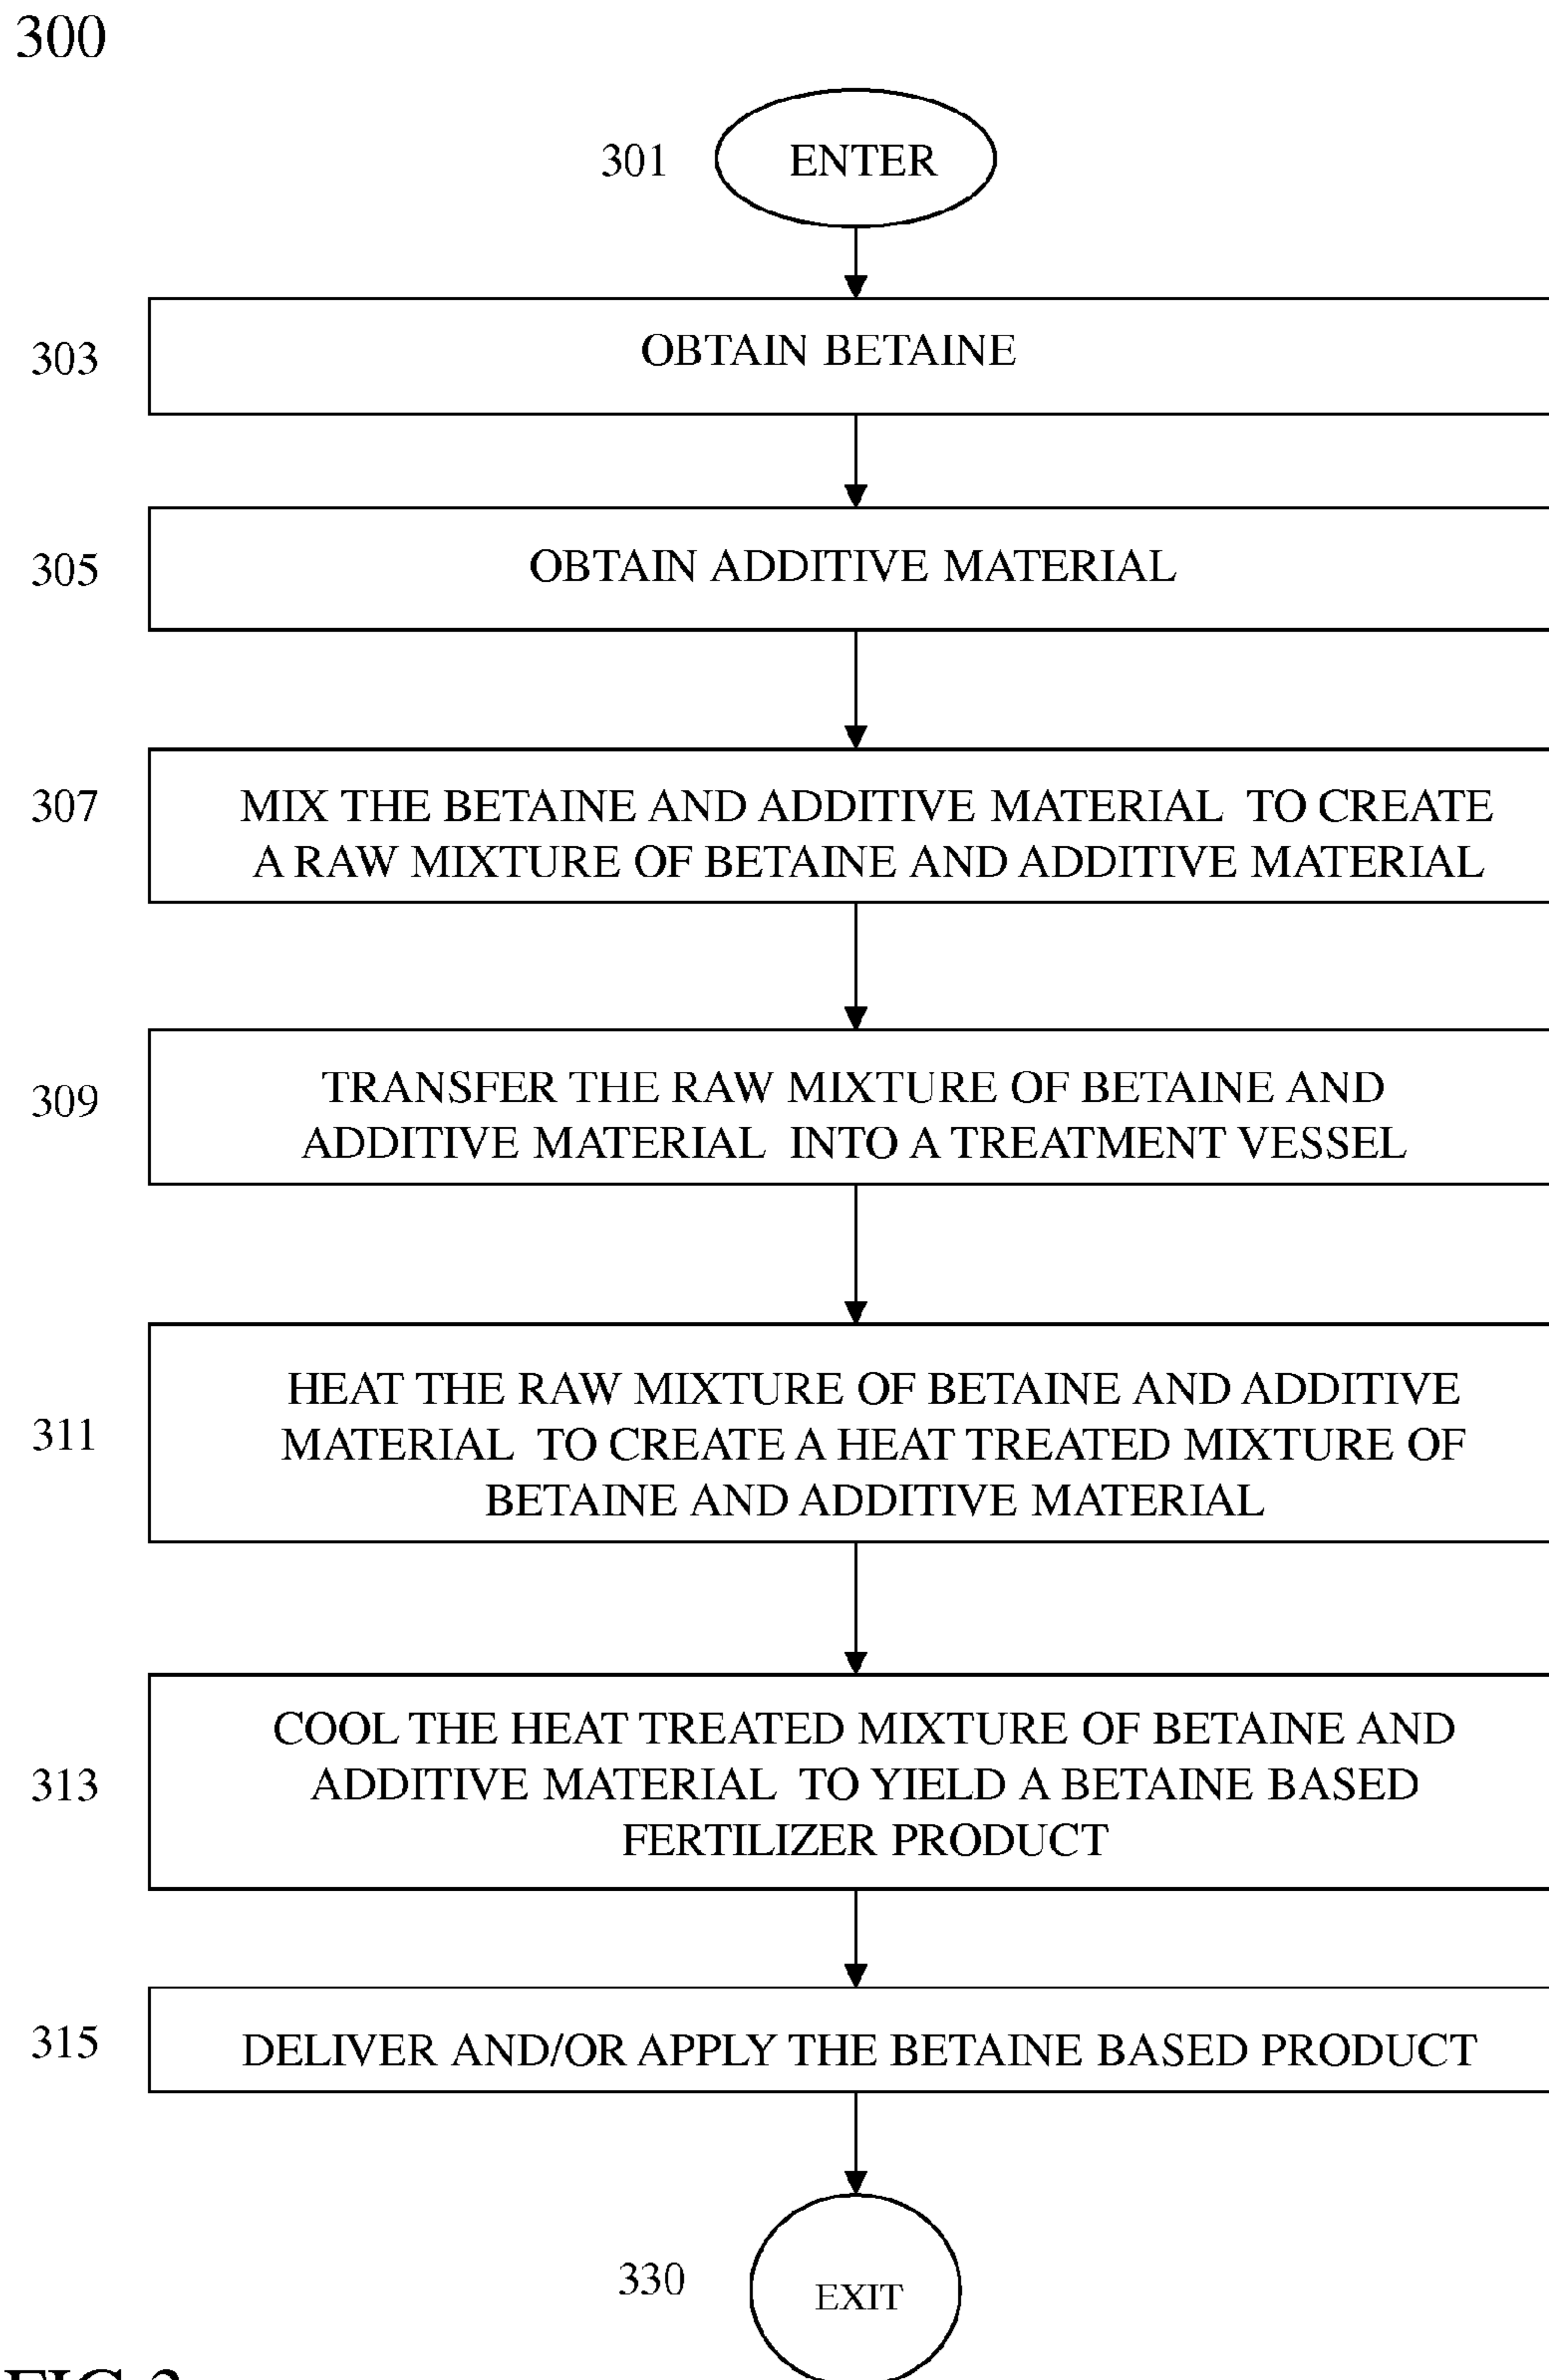 300
301 ENTER
303 OBTAIN BETAINE
305 OBTAIN ADDITIVE MATERIAL
307 MIX THE BETAINE AND ADDITIVE MATERIAL TO CREATE
A RAW MIXTURE OF BETAINE AND ADDITIVE MATERIAL
309 TRANSFER THE RAW MIXTURE OF BETAINE AND
ADDITIVE MATERIAL INTO A TREATMENT VESSEL
HEAT THE RAW MIXTURE OF BETAINE AND ADDITIVE
311 MATERIAL TO CREATE A HEAT TREATED MIXTURE OF
BETAINE AND ADDITIVE MATERIAL
COOL THE HEAT TREATED MIXTURE OF BETAINE AND
313 ADDITIVE MATERIAL TO YIELD A BETAINE BASED
FERTILIZER PRODUCT
315 DELIVER AND/OR APPLY THE BETAINE BASED PRODUCT
330 EXIT